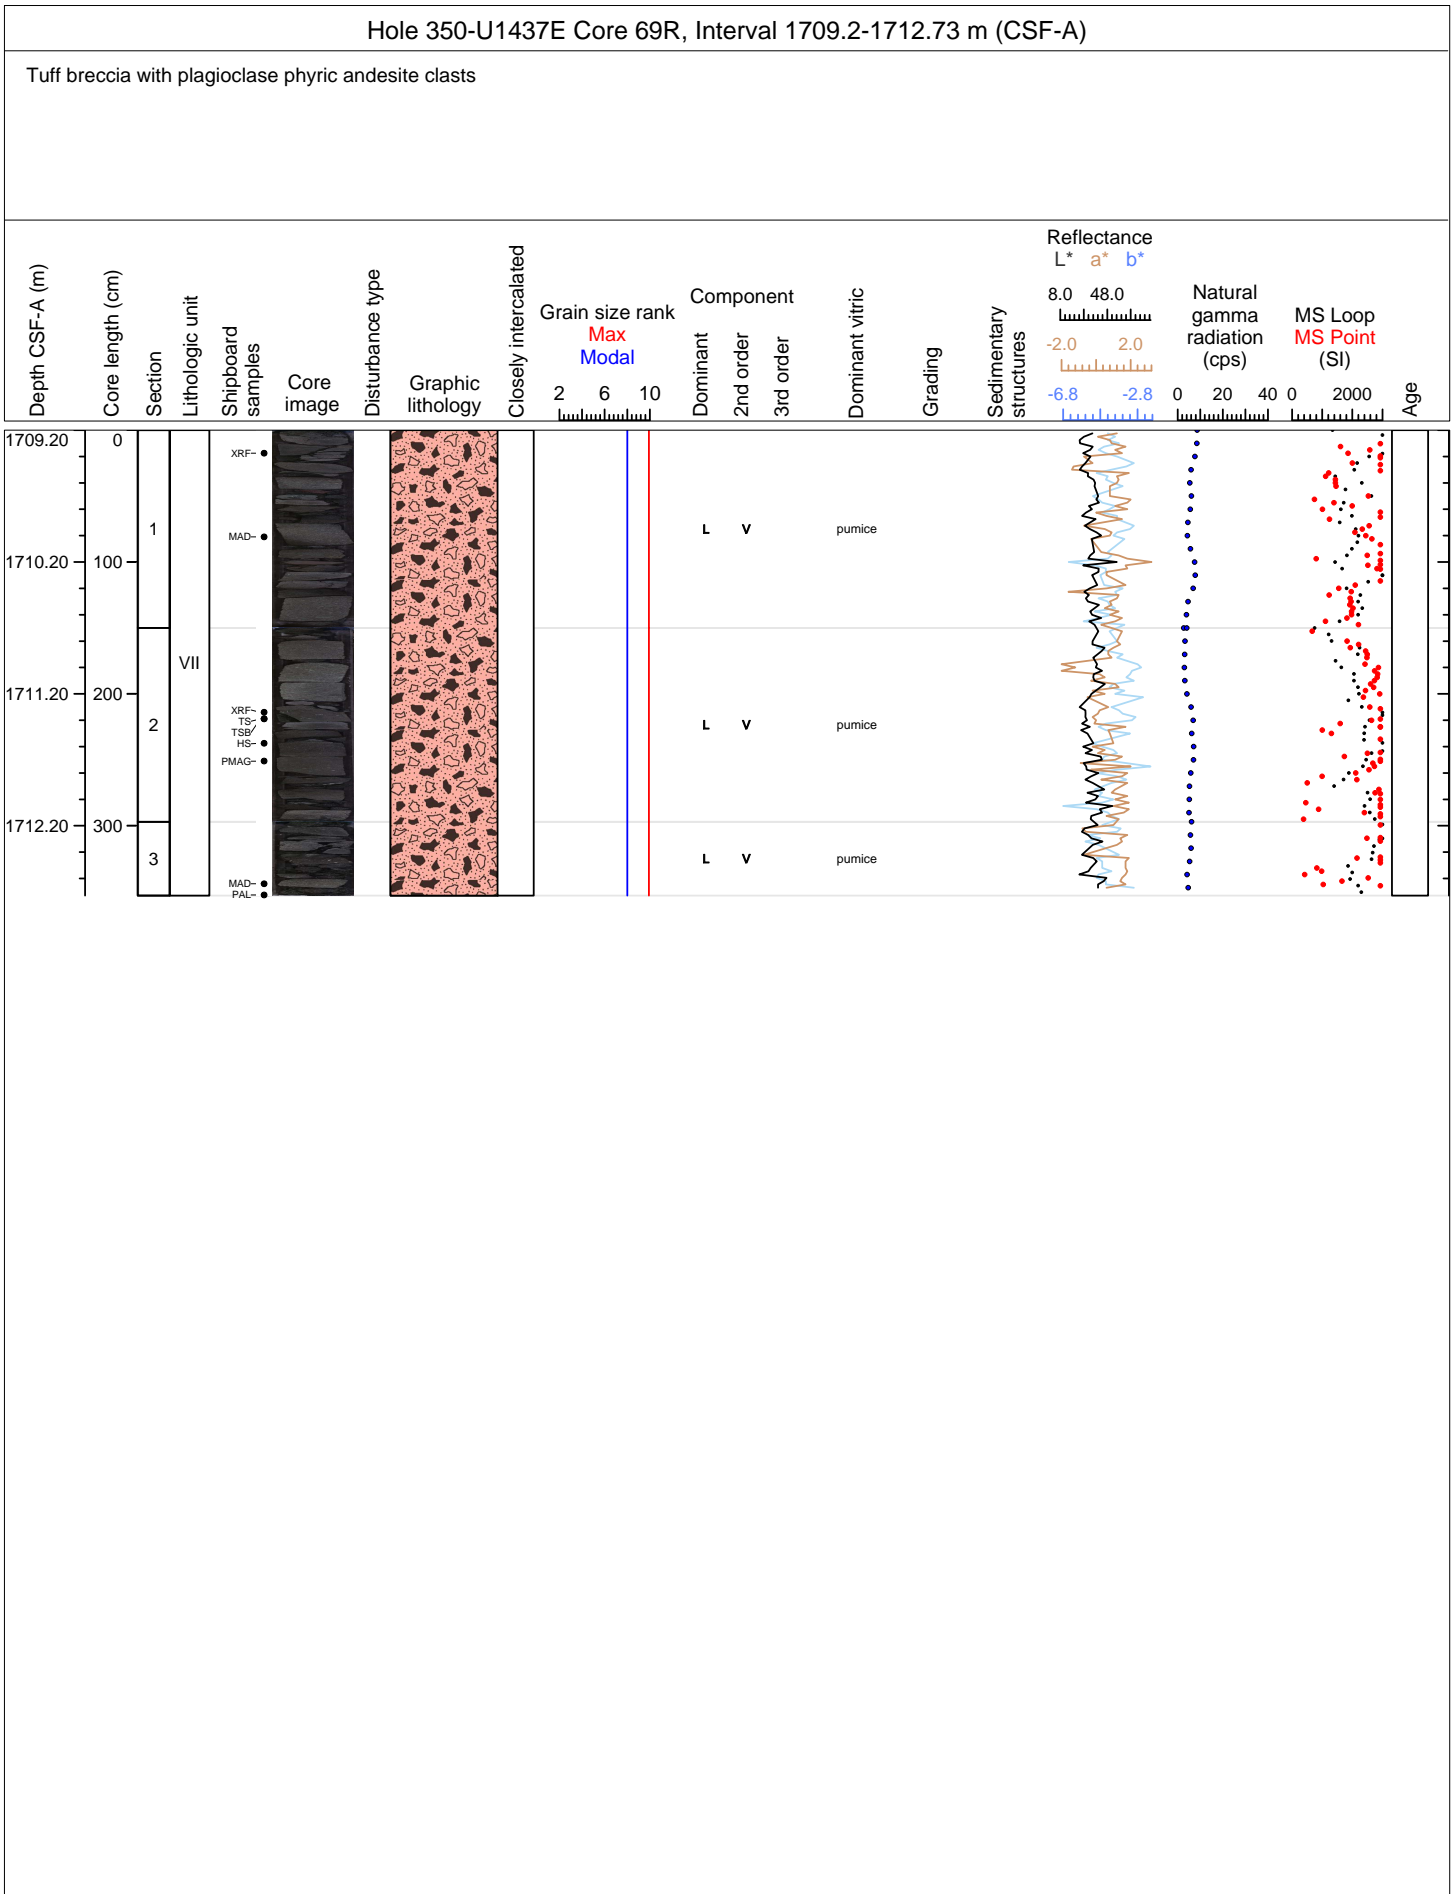 Hole 350-U1437E Core 69R, Interval 1709.2-1712.73 m (CSF-A)
Tuff breccia with plagioclase phyric andesite clasts
Depth CSF-A (m)
Core length (cm)
Section
Lithologic unit
Shipboard
samples
Core
image
Disturbance type
Graphic
lithology
Closely intercalated
Grain size rank
Max
Modal
2 6 10
Component
Dominant
2nd order
3rd order
Dominant vitric
Grading
Sedimentary
structures
Reflectance
L* a* b*
8.0 48.0
-2.0 2.0
-6.8 -2.8
Natural
gamma
radiation
(cps)
0 20 40
MS Loop
MS Point
(SI)
0 2000
Age
1709.20 0
XRF
1 L V pumice
MAD
1710.20 100
VII
1711.20 200
XRF
TS
2 L V pumice
TSB
HS
PMAG
1712.20 300
3 L V pumice
MAD
PAL